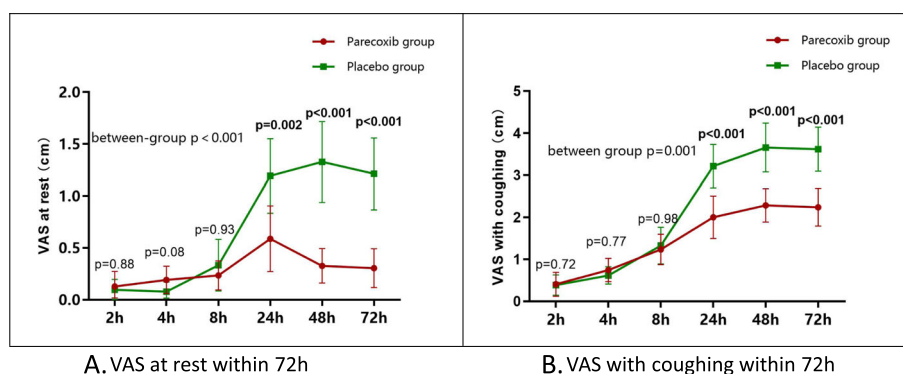 Parecoxib group
Placebo group
VAS at rest (cm)
2.0
1.5
1.0
0.5
0.0
between-group p<0.001
p=0.88
p=0.08
p=0.93
p=0.002
p<0.001
p<0.001
2h 4h 8h 24h 48h 72h
A. VAS at rest within 72h
Parecoxib group
Placebo group
VAS with coughing (cm)
5
4
3
2
1
0
between group p=0.001
p=0.72
p=0.77
p=0.98
p<0.001
p<0.001
p<0.001
2h 4h 8h 24h 48h 72h
B. VAS with coughing within 72h